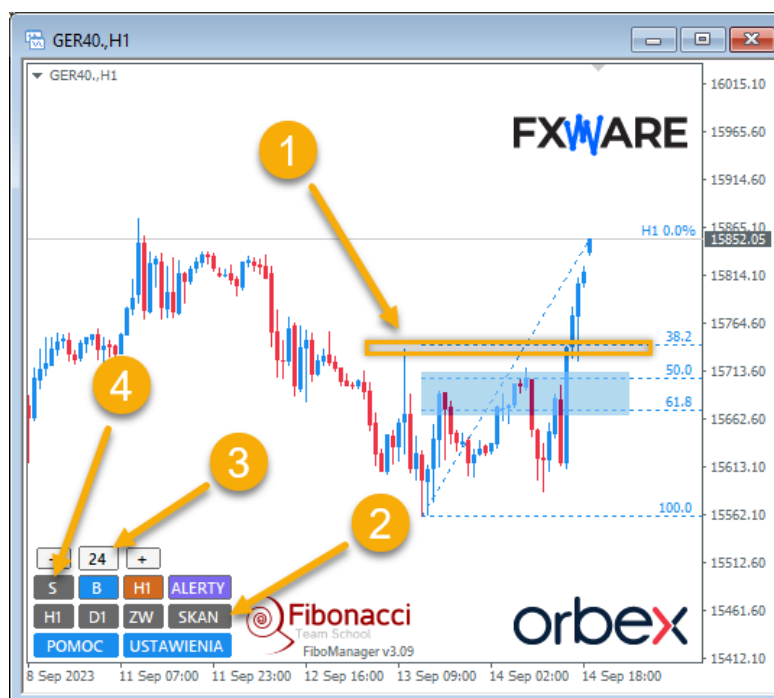 GER40.,H1
GER40.,H1
FXWARE
16015.10
15965.60
15914.60
15865.10
H1 0.0%
15852.05
15814.10
15764.60
38.2
15713.60
50.0
61.8
15662.60
15613.10
100.0
15562.10
15512.60
15461.60
15412.10
1
4
3
2
- 24 +
S B H1 ALERTY
H1 D1 ZW SKAN
POMOC USTAWIENIA
Fibonacci
Team School
FiboManager v3.09
orbex
8 Sep 2023 11 Sep 07:00 11 Sep 23:00 12 Sep 16:00 13 Sep 09:00 14 Sep 02:00 14 Sep 18:00